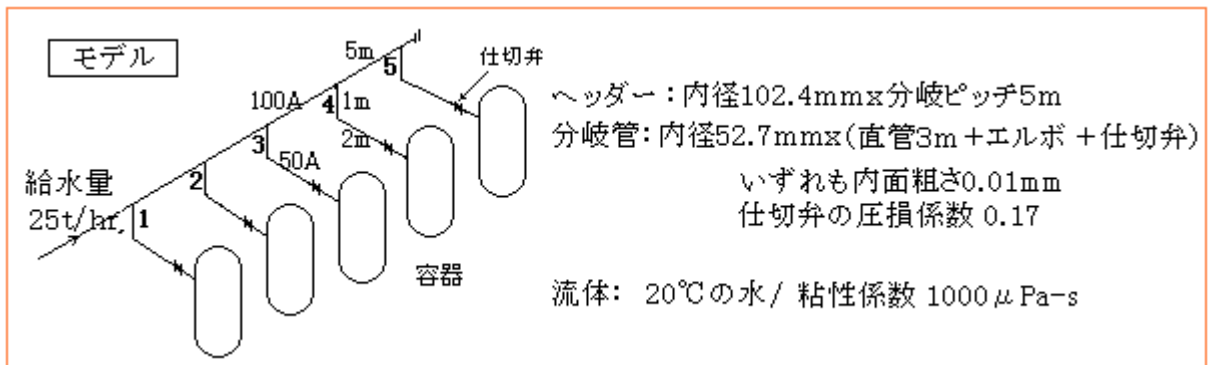 モデル
5m
5
仕切弁
100A
4
1m
2m
3
50A
2
給水量
25t/hr
1
容器
ヘッダー：内径102.4mmx分岐ピッチ5m
分岐管：内径52.7mmx(直管3m＋エルボ＋仕切弁)
いずれも内面粗さ0.01mm
仕切弁の圧損係数 0.17
流体： 20℃の水/ 粘性係数 1000μPa-s